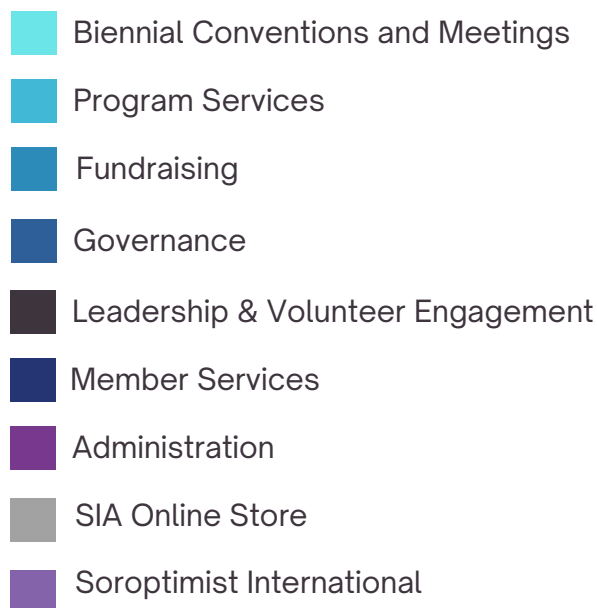 Biennial Conventions and Meetings
Program Services
Fundraising
Governance
Leadership & Volunteer Engagement
Member Services
Administration
SIA Online Store
Soroptimist International